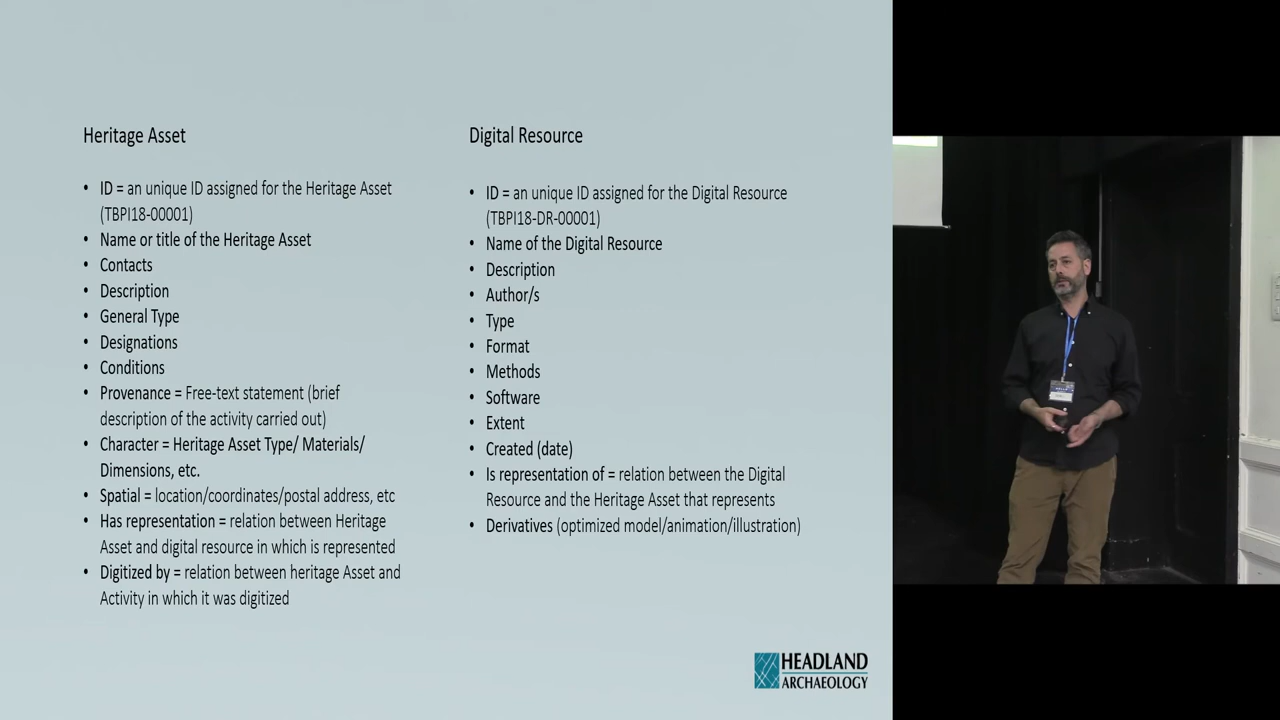 Heritage Asset
• ID = an unique ID assigned for the Heritage Asset
(TBPI18-00001)
• Name or title of the Heritage Asset
• Contacts
• Description
• General Type
• Designations
• Conditions
• Provenance = Free-text statement (brief
description of the activity carried out)
• Character = Heritage Asset Type/ Materials/
Dimensions, etc.
• Spatial = location/coordinates/postal address, etc
• Has representation = relation between Heritage
Asset and digital resource in which is represented
• Digitized by = relation between heritage Asset and
Activity in which it was digitized
Digital Resource
• ID = an unique ID assigned for the Digital Resource
(TBPI18-DR-00001)
• Name of the Digital Resource
• Description
• Author/s
• Type
• Format
• Methods
• Software
• Extent
• Created (date)
• Is representation of = relation between the Digital
Resource and the Heritage Asset that represents
• Derivatives (optimized model/animation/illustration)
HEADLAND
ARCHAEOLOGY